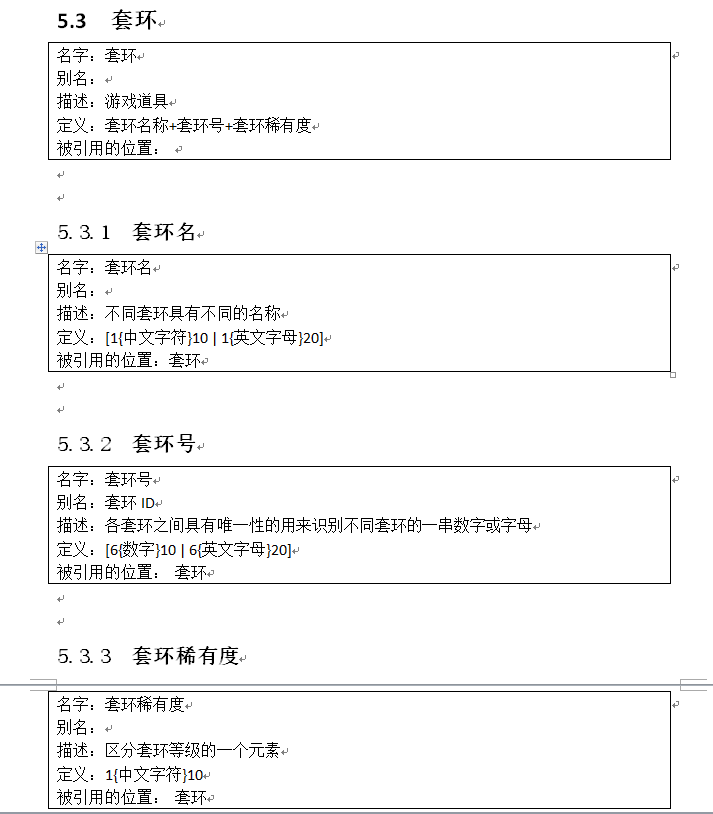 5.3 套环
名字：套环
别名：
描述：游戏道具
定义：套环名称+套环号+套环稀有度
被引用的位置：
5.3.1 套环名
名字：套环名
别名：
描述：不同套环具有不同的名称
定义：[1{中文字符}10 | 1{英文字母}20]
被引用的位置：套环
5.3.2 套环号
名字：套环号
别名：套环 ID
描述：各套环之间具有唯一性的用来识别不同套环的一串数字或字母
定义：[6{数字}10 | 6{英文字母}20]
被引用的位置： 套环
5.3.3 套环稀有度
名字：套环稀有度
别名：
描述：区分套环等级的一个元素
定义：1{中文字符}10
被引用的位置： 套环